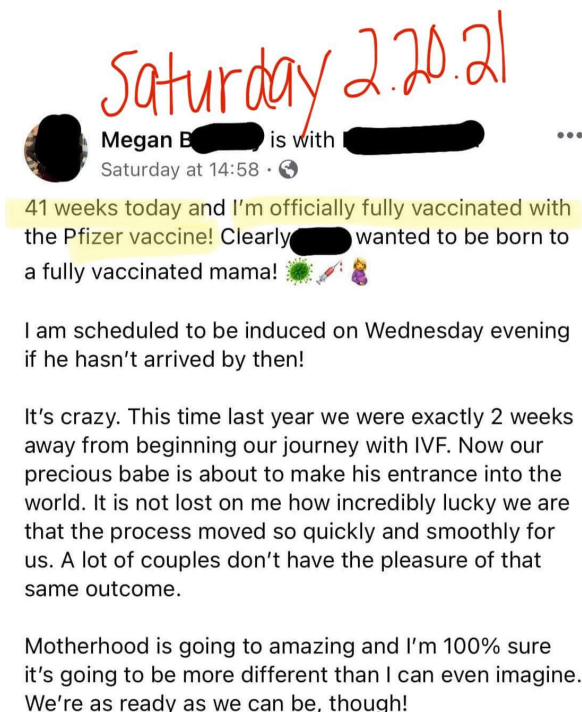 Saturday 2.20.21
Megan B is with
Saturday at 14:58 ·
41 weeks today and I'm officially fully vaccinated with
the Pfizer vaccine! Clearly wanted to be born to
a fully vaccinated mama! 🦠💉🤰
I am scheduled to be induced on Wednesday evening
if he hasn't arrived by then!
It's crazy. This time last year we were exactly 2 weeks
away from beginning our journey with IVF. Now our
precious babe is about to make his entrance into the
world. It is not lost on me how incredibly lucky we are
that the process moved so quickly and smoothly for
us. A lot of couples don't have the pleasure of that
same outcome.
Motherhood is going to amazing and I'm 100% sure
it's going to be more different than I can even imagine.
We're as ready as we can be, though!